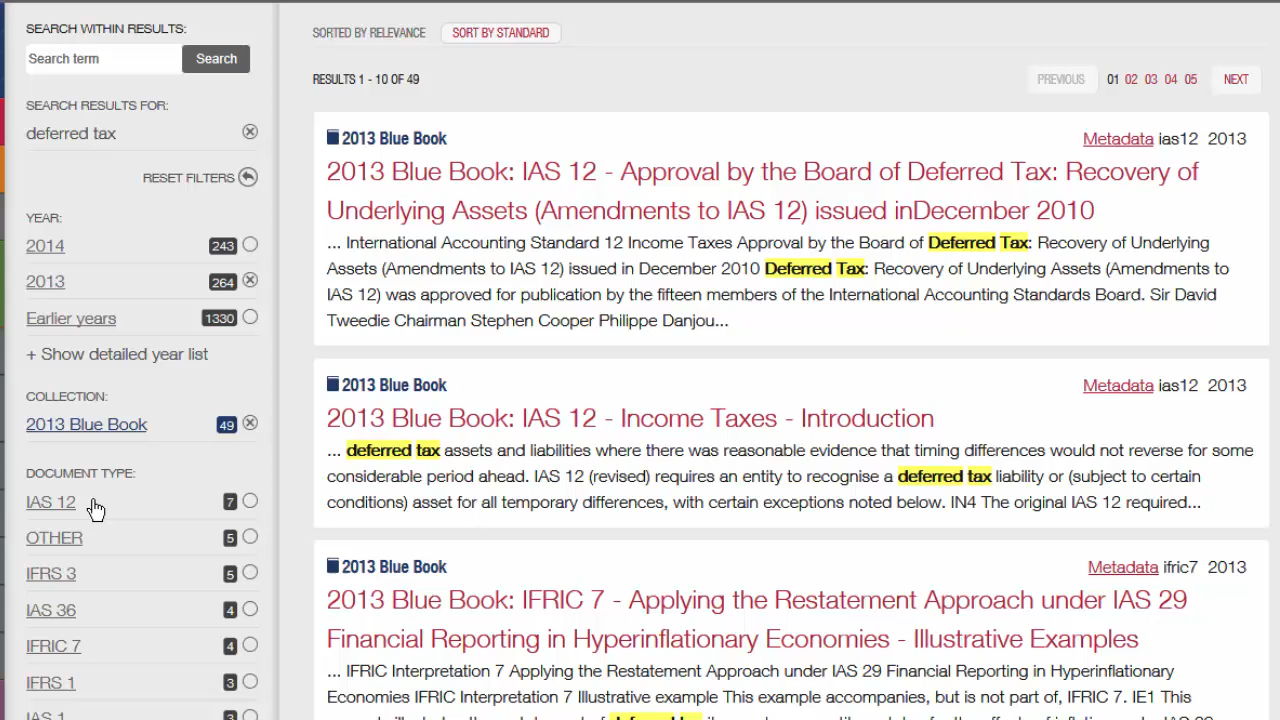 SEARCH WITHIN RESULTS:
Search term
Search
SEARCH RESULTS FOR:
deferred tax
RESET FILTERS
YEAR:
2014 243
2013 264
Earlier years 1330
+ Show detailed year list
COLLECTION:
2013 Blue Book 49
DOCUMENT TYPE:
IAS 12 7
OTHER 5
IFRS 3 5
IAS 36 4
IFRIC 7 4
IFRS 1 3
IAS 1 3
SORTED BY RELEVANCE SORT BY STANDARD
RESULTS 1 - 10 OF 49
PREVIOUS 01 02 03 04 05 NEXT
2013 Blue Book
Metadata ias12 2013
2013 Blue Book: IAS 12 - Approval by the Board of Deferred Tax: Recovery of
Underlying Assets (Amendments to IAS 12) issued inDecember 2010
... International Accounting Standard 12 Income Taxes Approval by the Board of Deferred Tax: Recovery of Underlying
Assets (Amendments to IAS 12) issued in December 2010 Deferred Tax: Recovery of Underlying Assets (Amendments to
IAS 12) was approved for publication by the fifteen members of the International Accounting Standards Board. Sir David
Tweedie Chairman Stephen Cooper Philippe Danjou...
2013 Blue Book
Metadata ias12 2013
2013 Blue Book: IAS 12 - Income Taxes - Introduction
... deferred tax assets and liabilities where there was reasonable evidence that timing differences would not reverse for some
considerable period ahead. IAS 12 (revised) requires an entity to recognise a deferred tax liability or (subject to certain
conditions) asset for all temporary differences, with certain exceptions noted below. IN4 The original IAS 12 required...
2013 Blue Book
Metadata ifric7 2013
2013 Blue Book: IFRIC 7 - Applying the Restatement Approach under IAS 29
Financial Reporting in Hyperinflationary Economies - Illustrative Examples
... IFRIC Interpretation 7 Applying the Restatement Approach under IAS 29 Financial Reporting in Hyperinflationary
Economies IFRIC Interpretation 7 Illustrative example This example accompanies, but is not part of, IFRIC 7. IE1 This